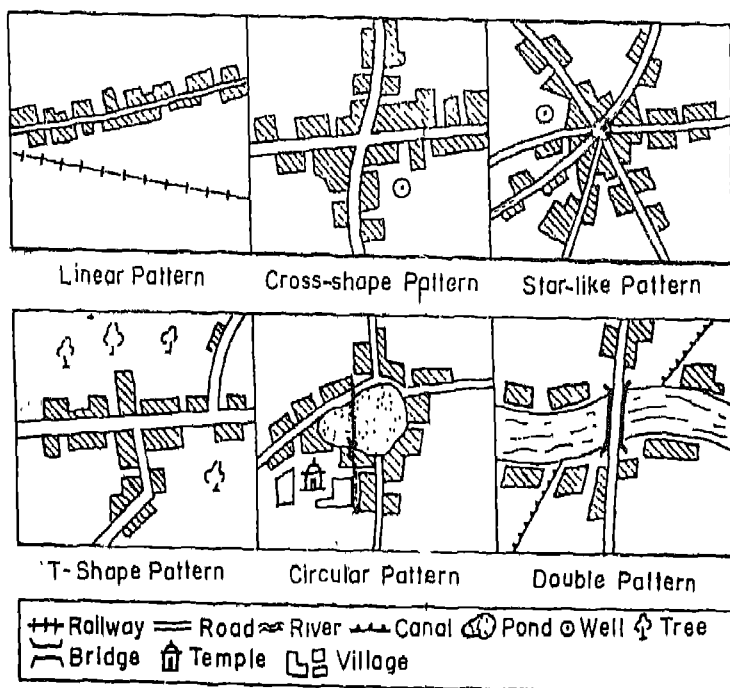 Linear Pattern
Cross-shape Pattern
Star-like Pattern
T-Shape Pattern
Circular Pattern
Double Pattern
Railway Road River Canal Pond Well Tree
Bridge Temple Village